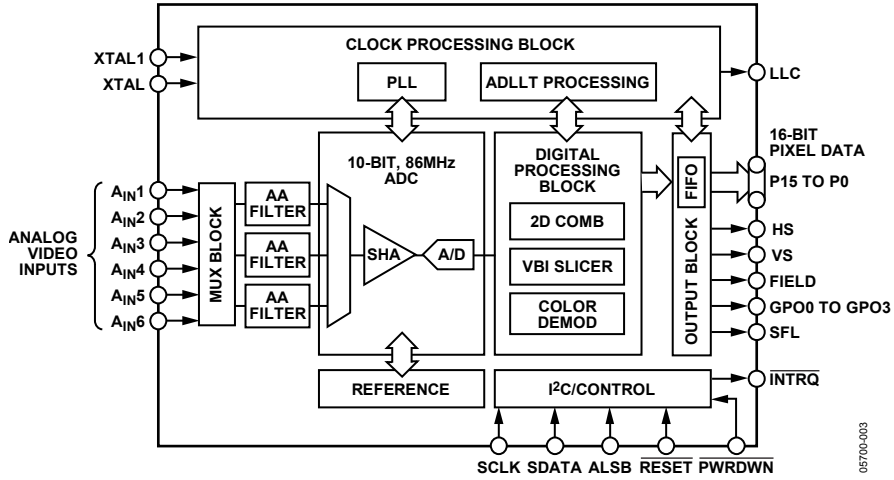 CLOCK PROCESSING BLOCK
XTAL1
XTAL
PLL
ADLLT PROCESSING
LLC
16-BIT
PIXEL DATA
P15 TO P0
10-BIT, 86MHz
ADC
DIGITAL
PROCESSING
BLOCK
FIFO
OUTPUT BLOCK
ANALOG
VIDEO
INPUTS
AIN1
AIN2
AIN3
AIN4
AIN5
AIN6
MUX BLOCK
AA
FILTER
AA
FILTER
AA
FILTER
SHA
A/D
2D COMB
VBI SLICER
COLOR
DEMOD
HS
VS
FIELD
GPO0 TO GPO3
SFL
REFERENCE
I2C/CONTROL
INTRQ
SCLK
SDATA
ALSB
RESET
PWRDWN
05700-003